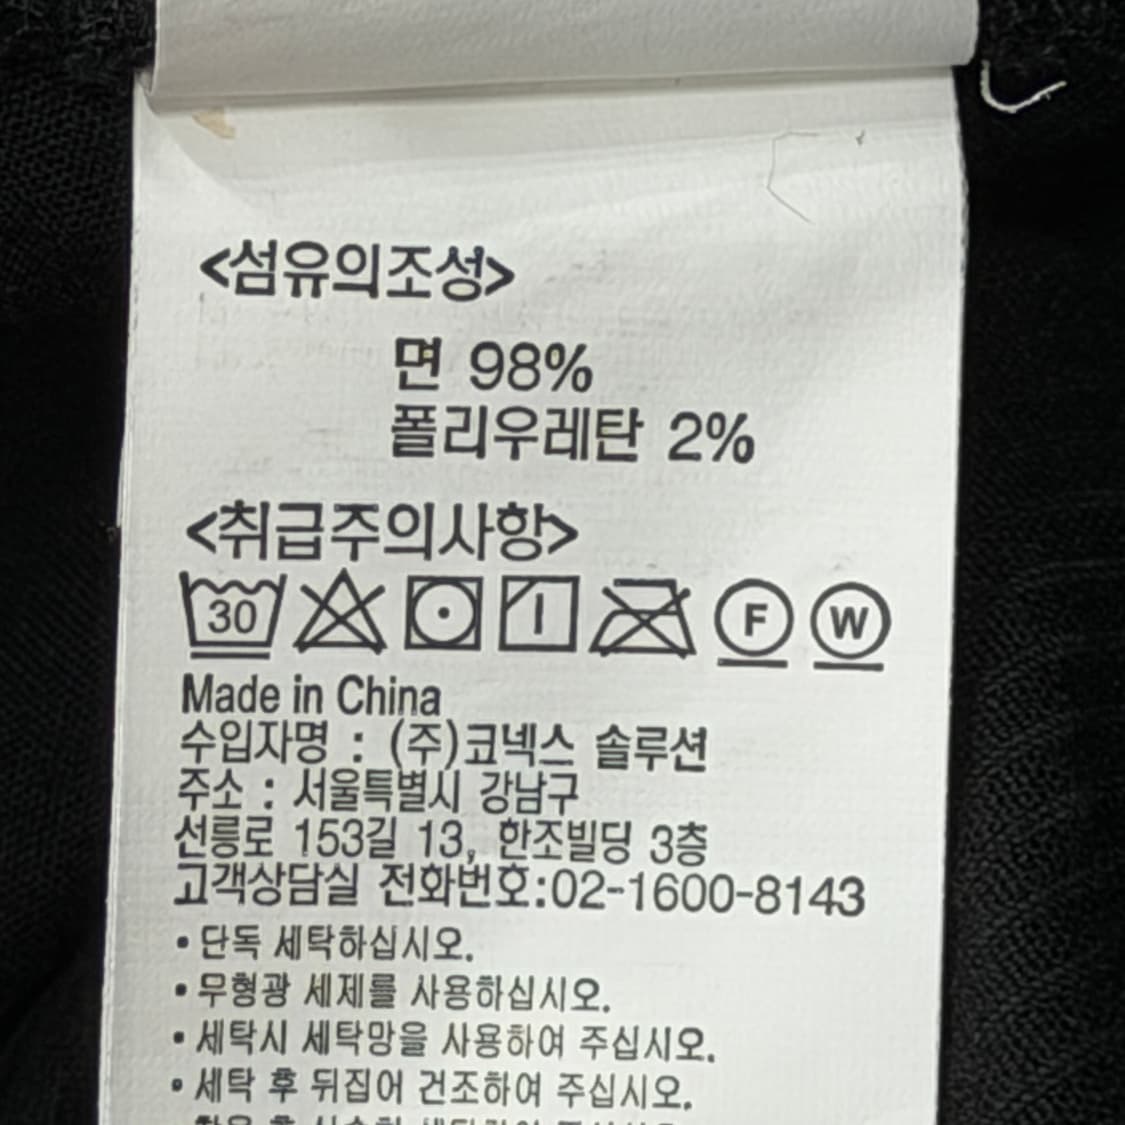 <섬유의조성>
면 98%
폴리우레탄 2%
<취급주의사항>
30 F W
Made in China
수입자명 : (주)코넥스 솔루션
주소 : 서울특별시 강남구
선릉로 153길 13, 한조빌딩 3층
고객상담실 전화번호:02-1600-8143
• 단독 세탁하십시오.
• 무형광 세제를 사용하십시오.
• 세탁시 세탁망을 사용하여 주십시오.
• 세탁 후 뒤집어 건조하여 주십시오.